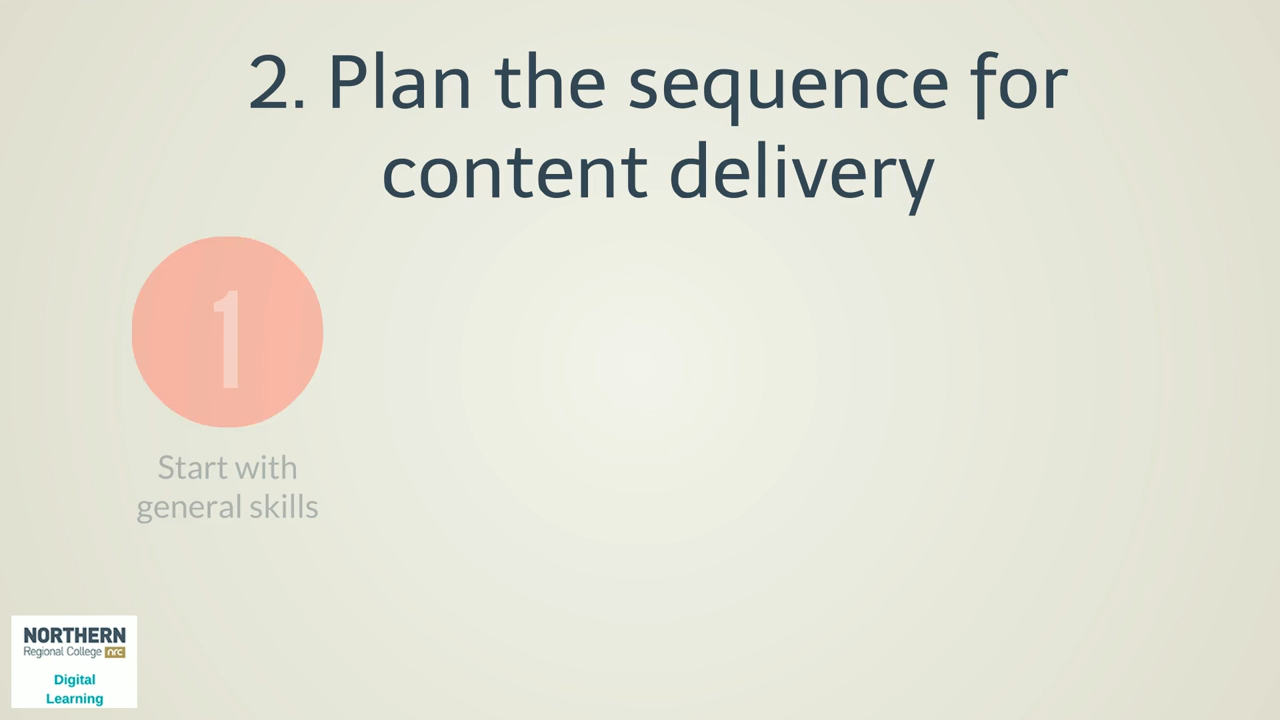 2. Plan the sequence for
content delivery
1
Start with
general skills
NORTHERN
Regional College nrc
Digital
Learning